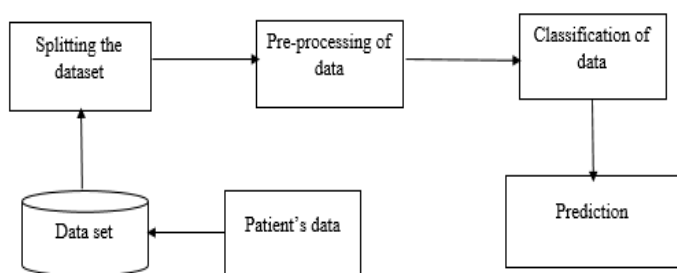 Splitting the
dataset
Pre-processing of
data
Classification of
data
Data set
Patient’s data
Prediction